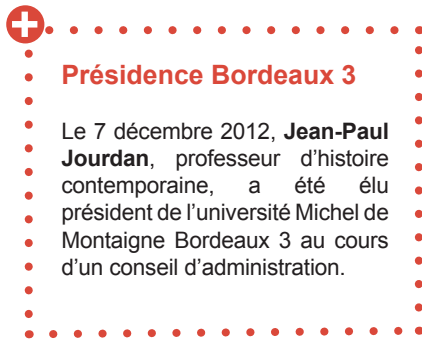 Présidence Bordeaux 3
Le 7 décembre 2012, Jean-Paul
Jourdan, professeur d’histoire
contemporaine, a été élu
président de l’université Michel de
Montaigne Bordeaux 3 au cours
d’un conseil d’administration.